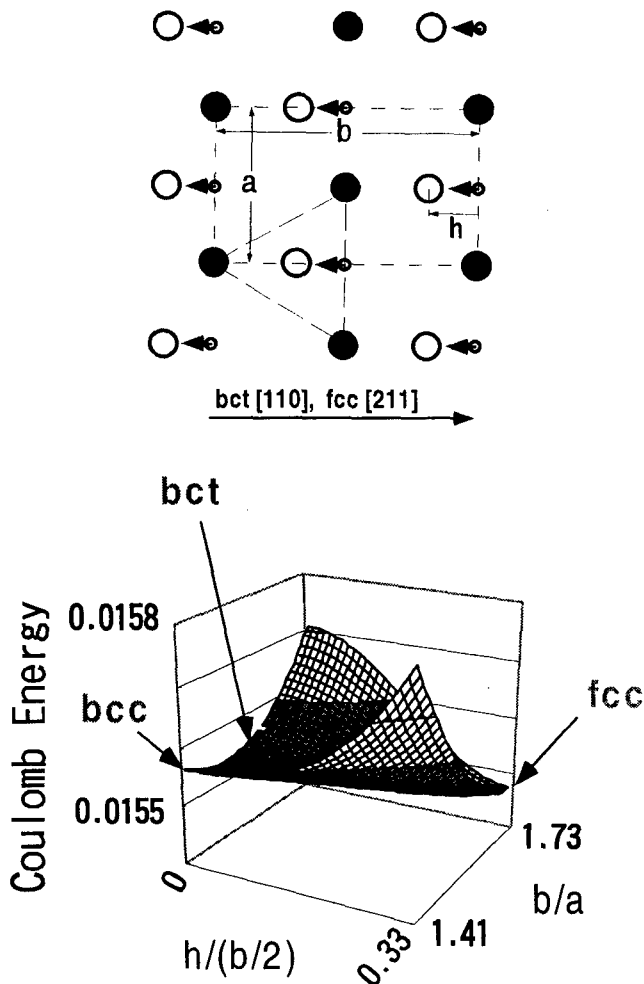 b
a
h
bct [110], fcc [211]
bct
0.0158
bcc
fcc
0.0155
Coulomb Energy
1.73
0
b/a
0.33
1.41
h/(b/2)